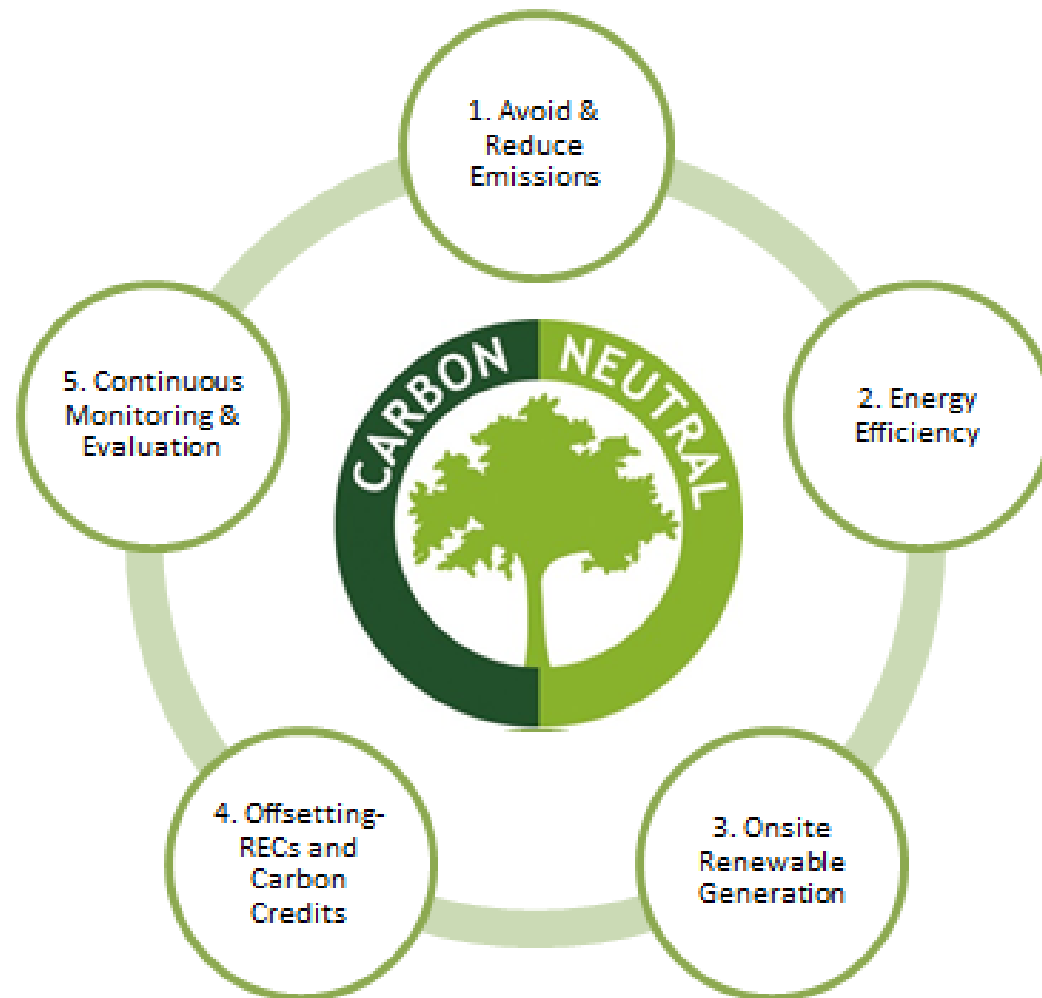 1. Avoid &
Reduce
Emissions
2. Energy
Efficiency
3. Onsite
Renewable
Generation
4. Offsetting-
RECs and
Carbon
Credits
5. Continuous
Monitoring &
Evaluation
CARBON NEUTRAL